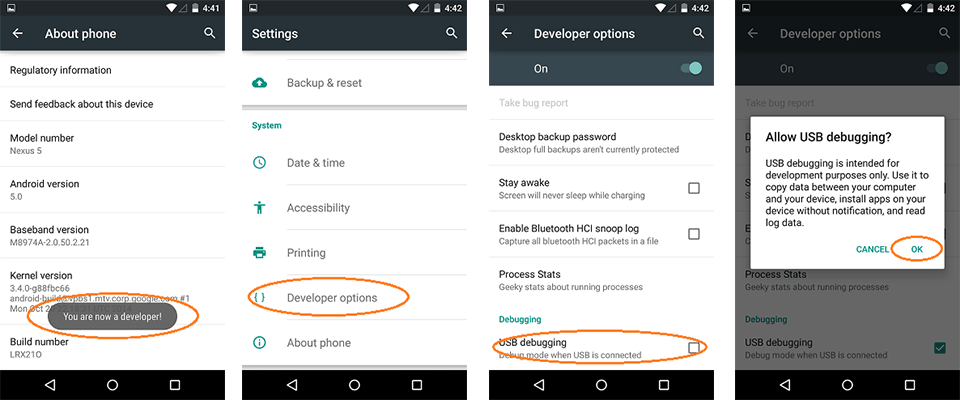 4:41
About phone
Regulatory information
Send feedback about this device
Model number
Nexus 5
Android version
5.0
Baseband version
M8974A-2.0.50.2.21
Kernel version
3.4.0-g88fbc66
android-build@vpbs1.mtv.corp.google.com #1
Mon Oct 2
You are now a developer!
Build number
LRX21O
4:42
Settings
Backup & reset
System
Date & time
Accessibility
Printing
{ } Developer options
About phone
4:42
Developer options
On
Take bug report
Desktop backup password
Desktop full backups aren't currently protected
Stay awake
Screen will never sleep while charging
Enable Bluetooth HCI snoop log
Capture all bluetooth HCI packets in a file
Process Stats
Geeky stats about running processes
Debugging
USB debugging
Debug mode when USB is connected
4:42
Developer options
On
Take bug report
Allow USB debugging?
USB debugging is intended for
development purposes only. Use it to
copy data between your computer
and your device, install apps on your
device without notification, and read
log data.
CANCEL OK
Process Stats
Geeky stats about running processes
Debugging
USB debugging
Debug mode when USB is connected